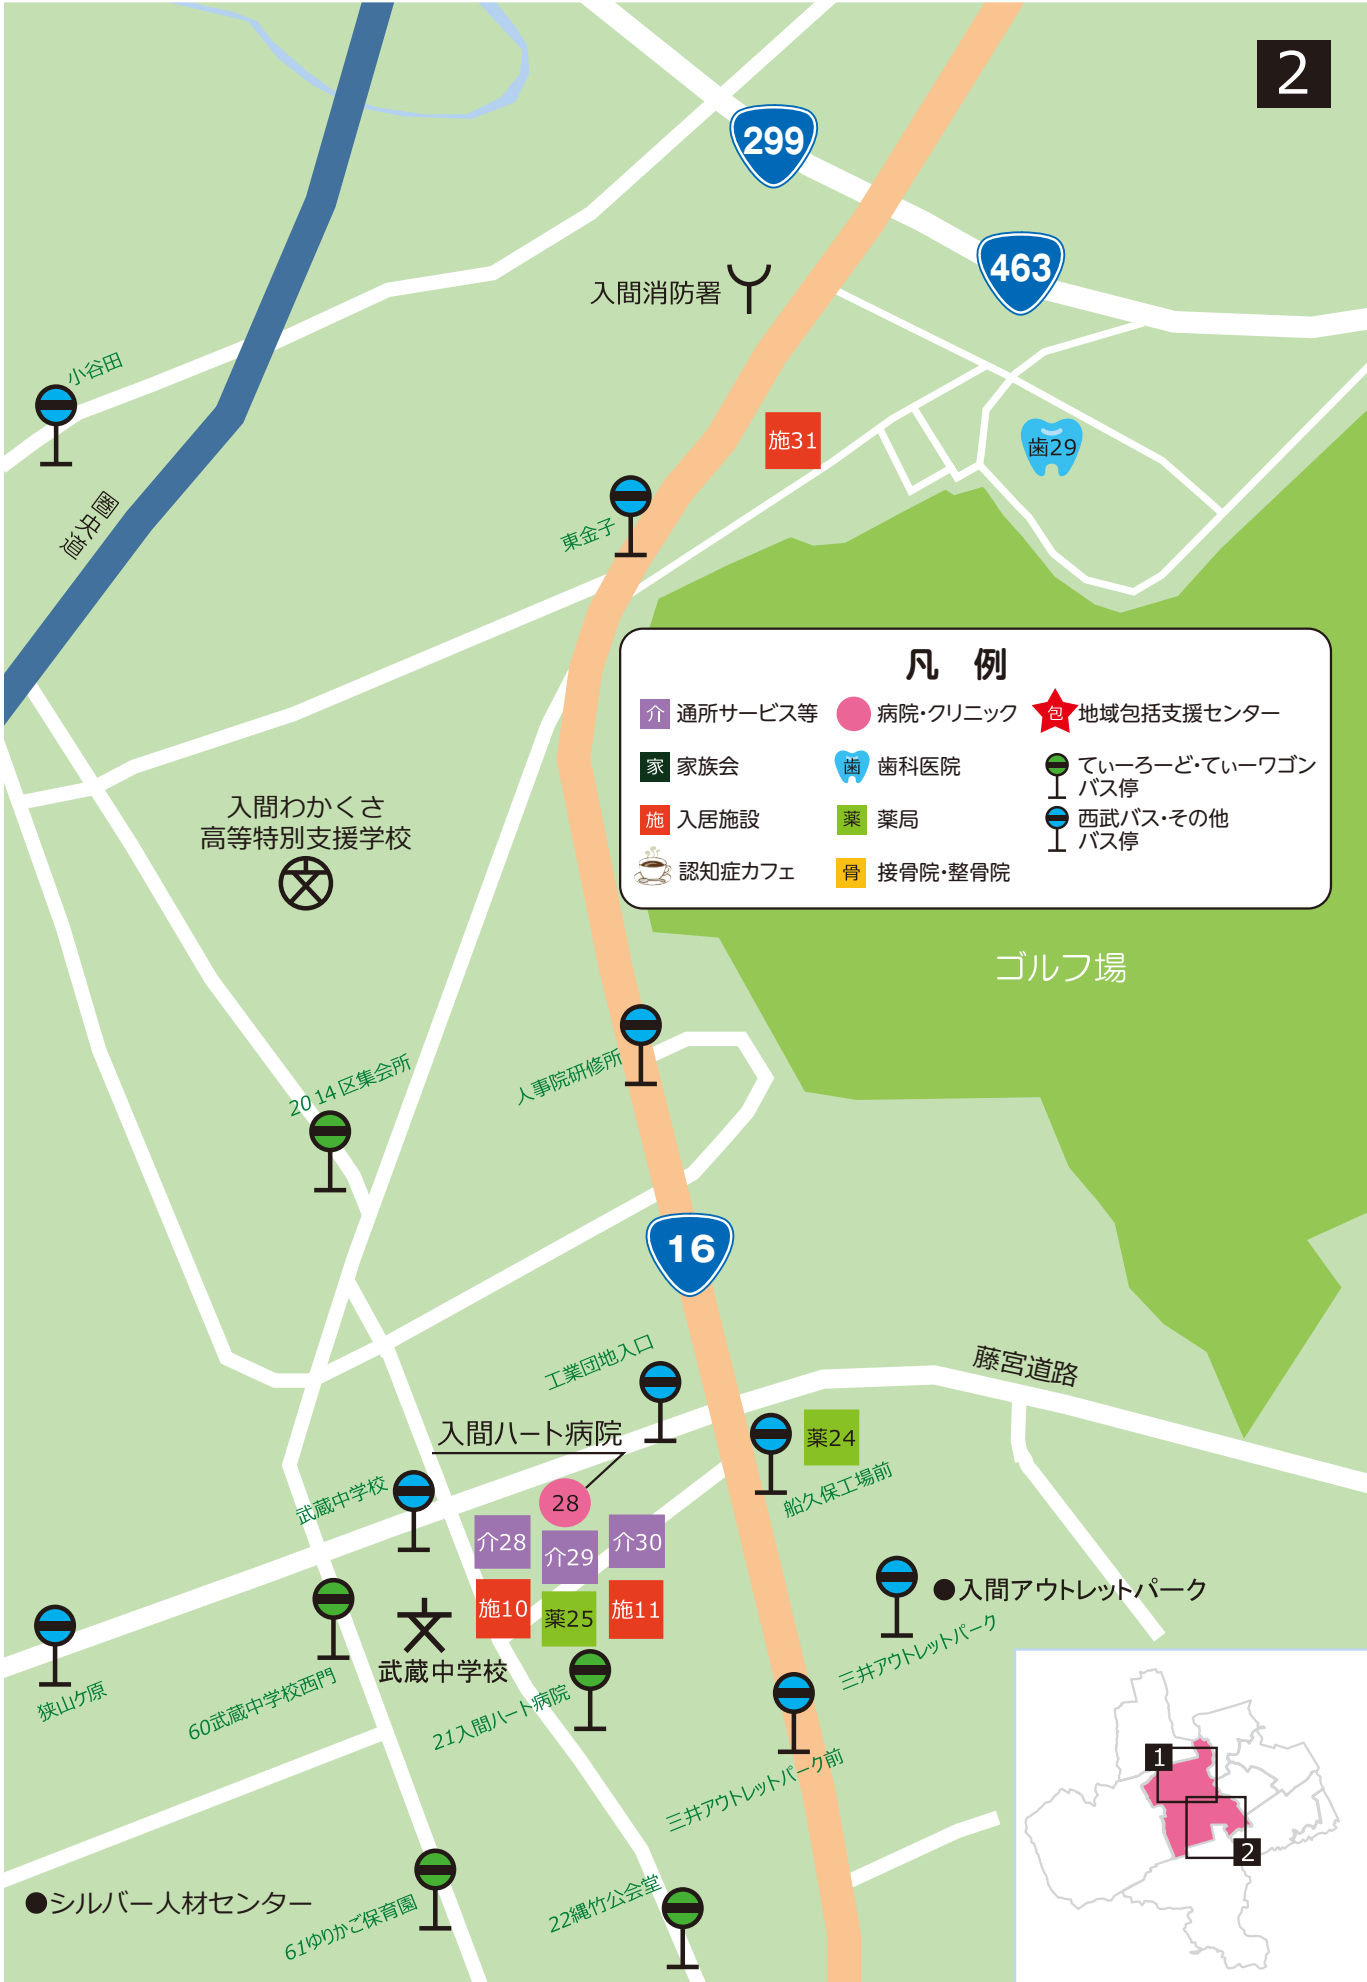 2
299
463
入間消防署
小谷田
施31
歯29
圏央道
東金子
凡 例
介 通所サービス等
病院・クリニック
包 地域包括支援センター
家 家族会
歯 歯科医院
てぃーろーど・てぃーワゴン
バス停
施 入居施設
薬 薬局
西武バス・その他
バス停
認知症カフェ
骨 接骨院・整骨院
入間わかくさ
高等特別支援学校
文
ゴルフ場
人事院研修所
20 14 区集会所
16
工業団地入口
藤宮道路
入間ハート病院
薬24
武蔵中学校
28
船久保工場前
介28
介29
介30
施10
薬25
施11
●入間アウトレットパーク
文
武蔵中学校
三井アウトレットパーク
狭山ケ原
60武蔵中学校西門
21入間ハート病院
三井アウトレットパーク前
1
2
●シルバー人材センター
61ゆりかご保育園
22縄竹公会堂